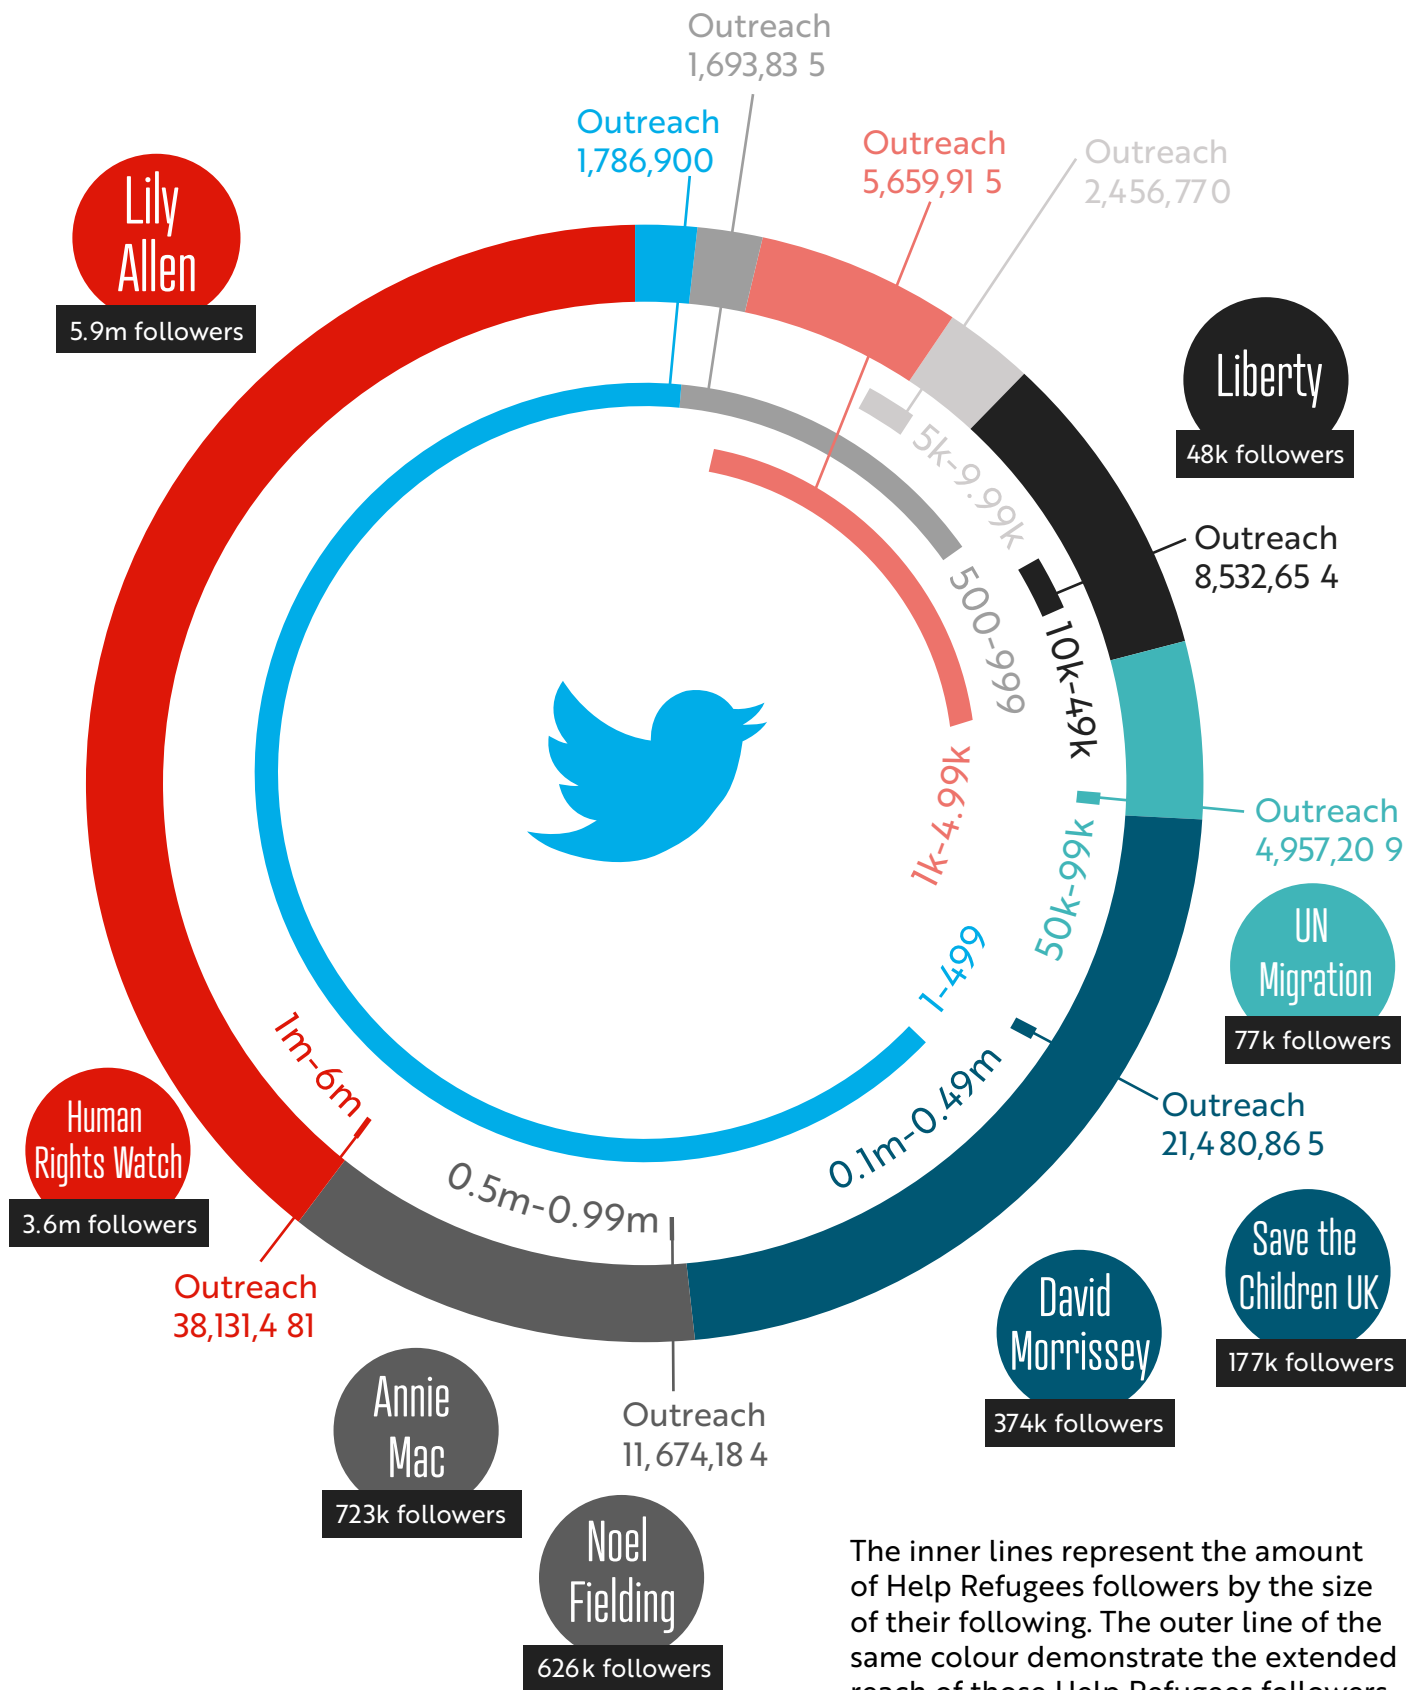 Outreach
1,693,83 5
Outreach
1,786,900
Outreach
5,659,91 5
Outreach
2,456,77 0
Lily
Allen
5.9m followers
Liberty
48k followers
5k-9.99k
Outreach
8,532,65 4
500-999
10k-49k
1k-4.99k
50k-99k
Outreach
4,957,20 9
UN
Migration
77k followers
1-499
1m-6m
0.1m-0.49m
Human
Rights Watch
3.6m followers
Outreach
21,4 80,86 5
0.5m-0.99m
Save the
Children UK
177k followers
David
Morrissey
374k followers
Outreach
38,131,4 81
Annie
Mac
723k followers
Outreach
11, 674,18 4
Noel
Fielding
626k followers
The inner lines represent the amount
of Help Refugees followers by the size
of their following. The outer line of the
same colour demonstrate the extended
reach of those Help Refugees followers